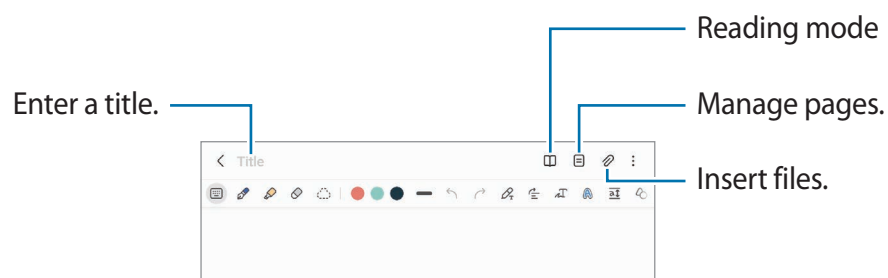 Reading mode
Enter a title.
Manage pages.
Title
Insert files.